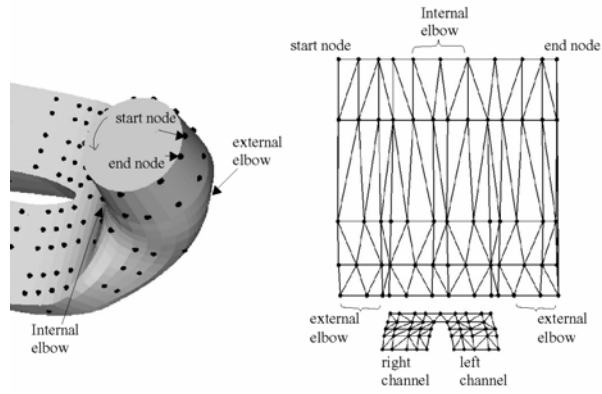 start node
end node
external
elbow
Internal
elbow
Internal
elbow
start node
end node
external
elbow
external
elbow
right
channel
left
channel